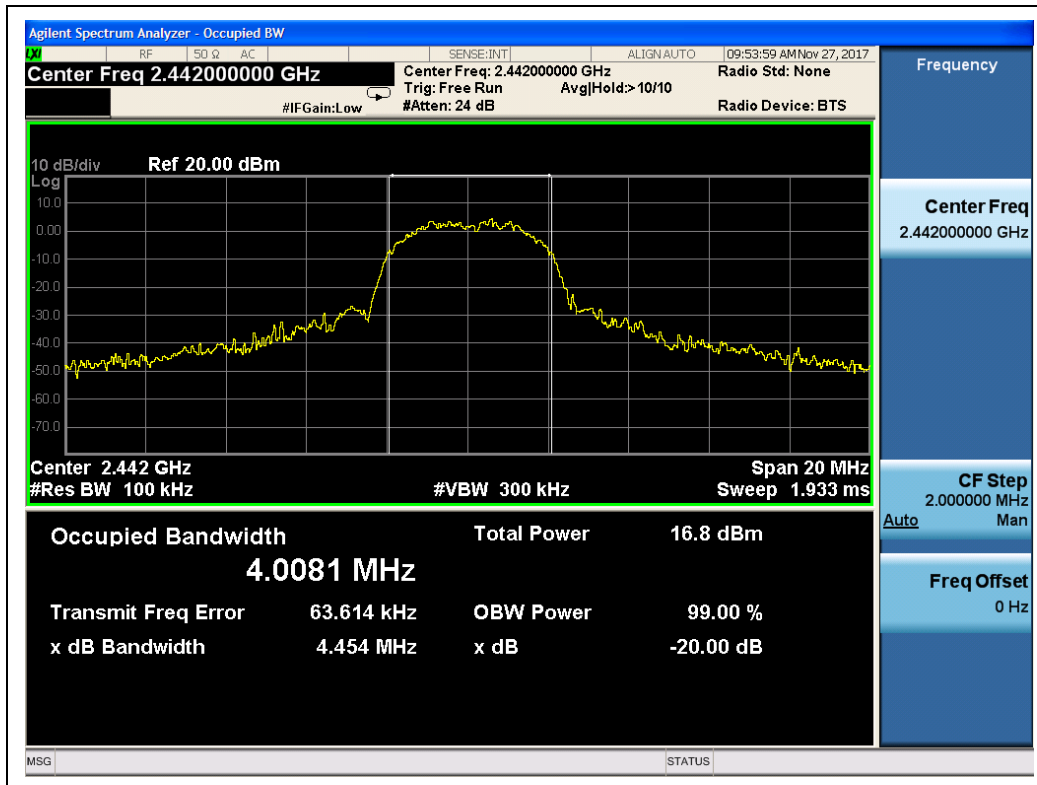 Agilent Spectrum Analyzer - Occupied BW
LXI RF 50 Ω AC SENSE:INT ALIGN AUTO 09:53:59 AM Nov 27, 2017
Center Freq 2.442000000 GHz
Center Freq: 2.442000000 GHz Radio Std: None
Trig: Free Run Avg|Hold:>10/10
#IFGain:Low #Atten: 24 dB Radio Device: BTS
10 dB/div Ref 20.00 dBm
Log
10.0
0.00
-10.0
-20.0
-30.0
-40.0
-50.0
-60.0
-70.0
Center 2.442 GHz Span 20 MHz
#Res BW 100 kHz #VBW 300 kHz Sweep 1.933 ms
Occupied Bandwidth Total Power 16.8 dBm
4.0081 MHz
Transmit Freq Error 63.614 kHz OBW Power 99.00 %
x dB Bandwidth 4.454 MHz x dB -20.00 dB
Frequency
Center Freq
2.442000000 GHz
CF Step
2.000000 MHz
Auto Man
Freq Offset
0 Hz
MSG STATUS